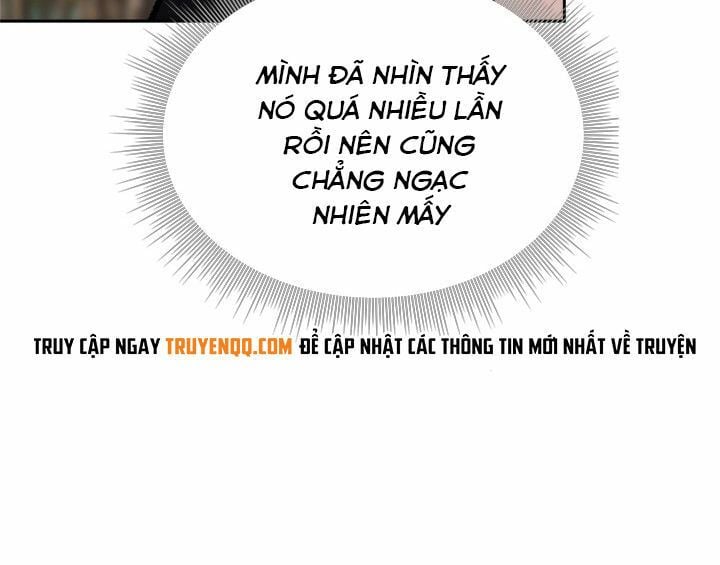 MÌNH ĐÃ NHÌN THẤY
NÓ QUÁ NHIỀU LẦN
RỒI NÊN CŨNG
CHẲNG NGẠC
NHIÊN MẤY
TRUY CẬP NGAY TRUYENQQ.COM ĐỂ CẬP NHẬT CÁC THÔNG TIN MỚI NHẤT VỀ TRUYỆN